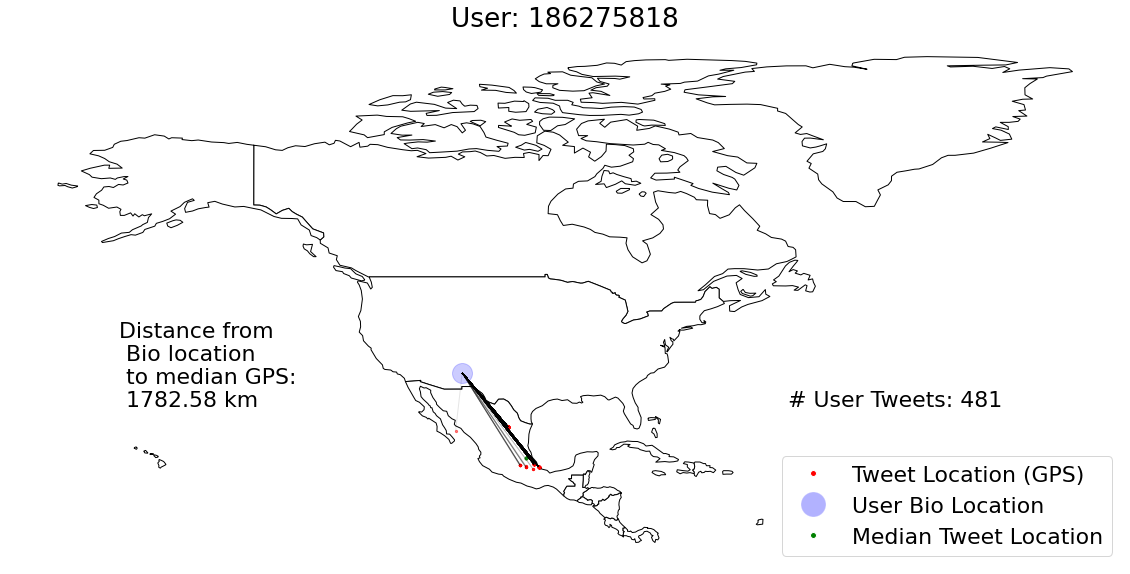 User: 186275818
Distance from
Bio location
to median GPS:
1782.58 km
# User Tweets: 481
Tweet Location (GPS)
User Bio Location
Median Tweet Location